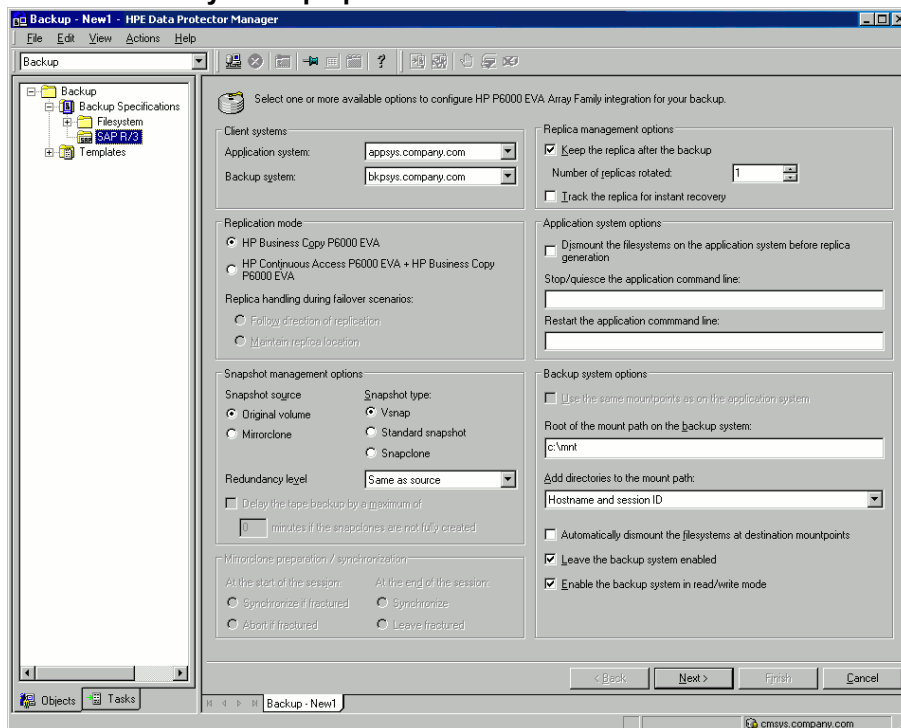 Backup - New1 - HPE Data Protector Manager
File Edit View Actions Help
Backup
Backup
Backup Specifications
Filesystem
SAP R/3
Templates
Objects
Tasks
Select one or more available options to configure HP P6000 EVA Array Family integration for your backup.
Client systems
Application system:
appsys.company.com
Backup system:
bkpsys.company.com
Replication mode
HP Business Copy P6000 EVA
HP Continuous Access P6000 EVA + HP Business Copy
P6000 EVA
Replica handling during failover scenarios:
Follow direction of replication
Maintain replica location
Snapshot management options
Snapshot source
Original volume
Mirrorclone
Snapshot type:
Vsnap
Standard snapshot
Snapclone
Redundancy level
Same as source
Delay the tape backup by a maximum of
0 minutes if the snapclones are not fully created
Mirrorclone preparation / synchronization
At the start of the session:
Synchronize if fractured
Abort if fractured
At the end of the session:
Synchronize
Leave fractured
Replica management options
Keep the replica after the backup
Number of replicas rotated:
1
Track the replica for instant recovery
Application system options
Dismount the filesystems on the application system before replica
generation
Stop/quiesce the application command line:
Restart the application commmand line:
Backup system options
Use the same mountpoints as on the application system
Root of the mount path on the backup system:
c:\mnt
Add directories to the mount path:
Hostname and session ID
Automatically dismount the filesystems at destination mountpoints
Leave the backup system enabled
Enable the backup system in read/write mode
< Back
Next >
Finish
Cancel
Backup - New1
cmsys.company.com